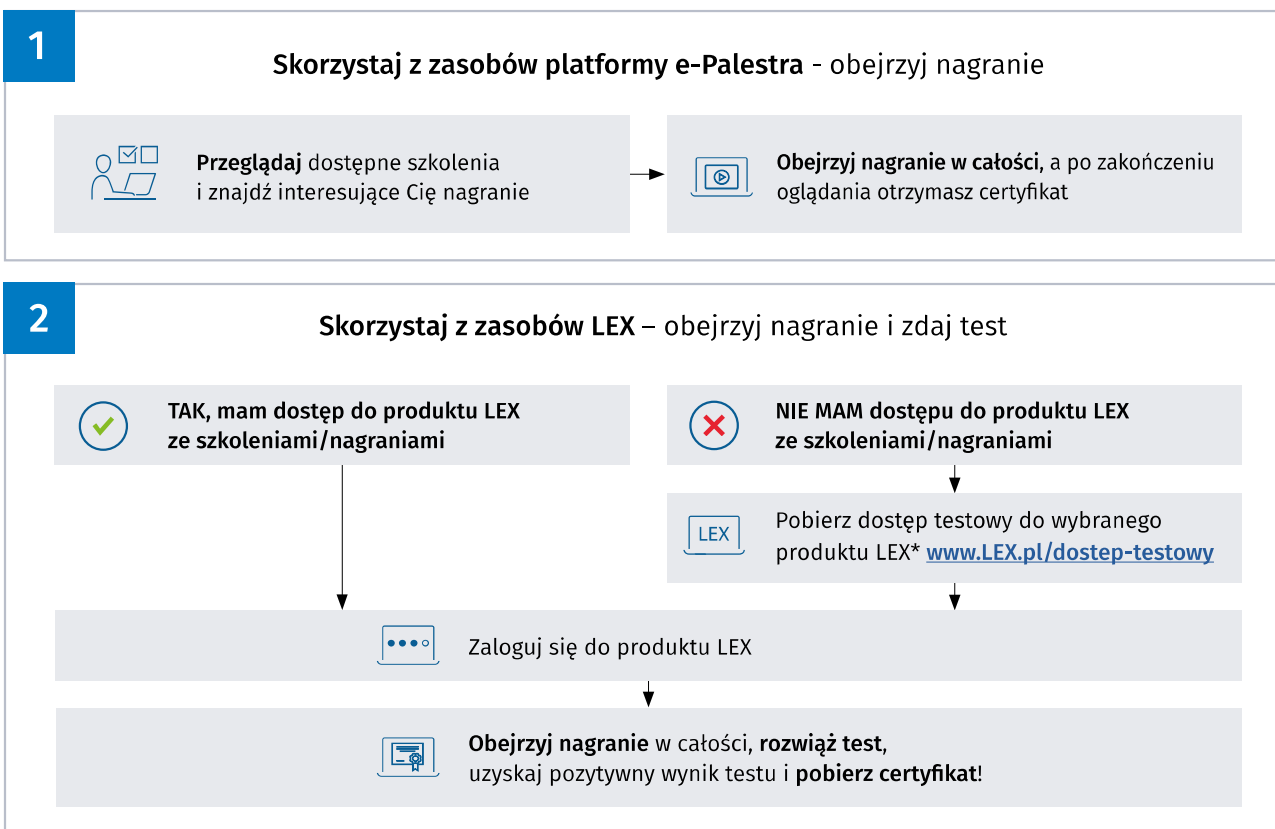 1
Skorzystaj z zasobów platformy e-Palestra - obejrzyj nagranie
Przeglądaj dostępne szkolenia
i znajdź interesujące Cię nagranie
Obejrzyj nagranie w całości, a po zakończeniu
oglądania otrzymasz certyfikat
2
Skorzystaj z zasobów LEX – obejrzyj nagranie i zdaj test
TAK, mam dostęp do produktu LEX
ze szkoleniami/nagraniami
NIE MAM dostępu do produktu LEX
ze szkoleniami/nagraniami
LEX
Pobierz dostęp testowy do wybranego
produktu LEX* www.LEX.pl/dostep-testowy
Zaloguj się do produktu LEX
Obejrzyj nagranie w całości, rozwiąż test,
uzyskaj pozytywny wynik testu i pobierz certyfikat!